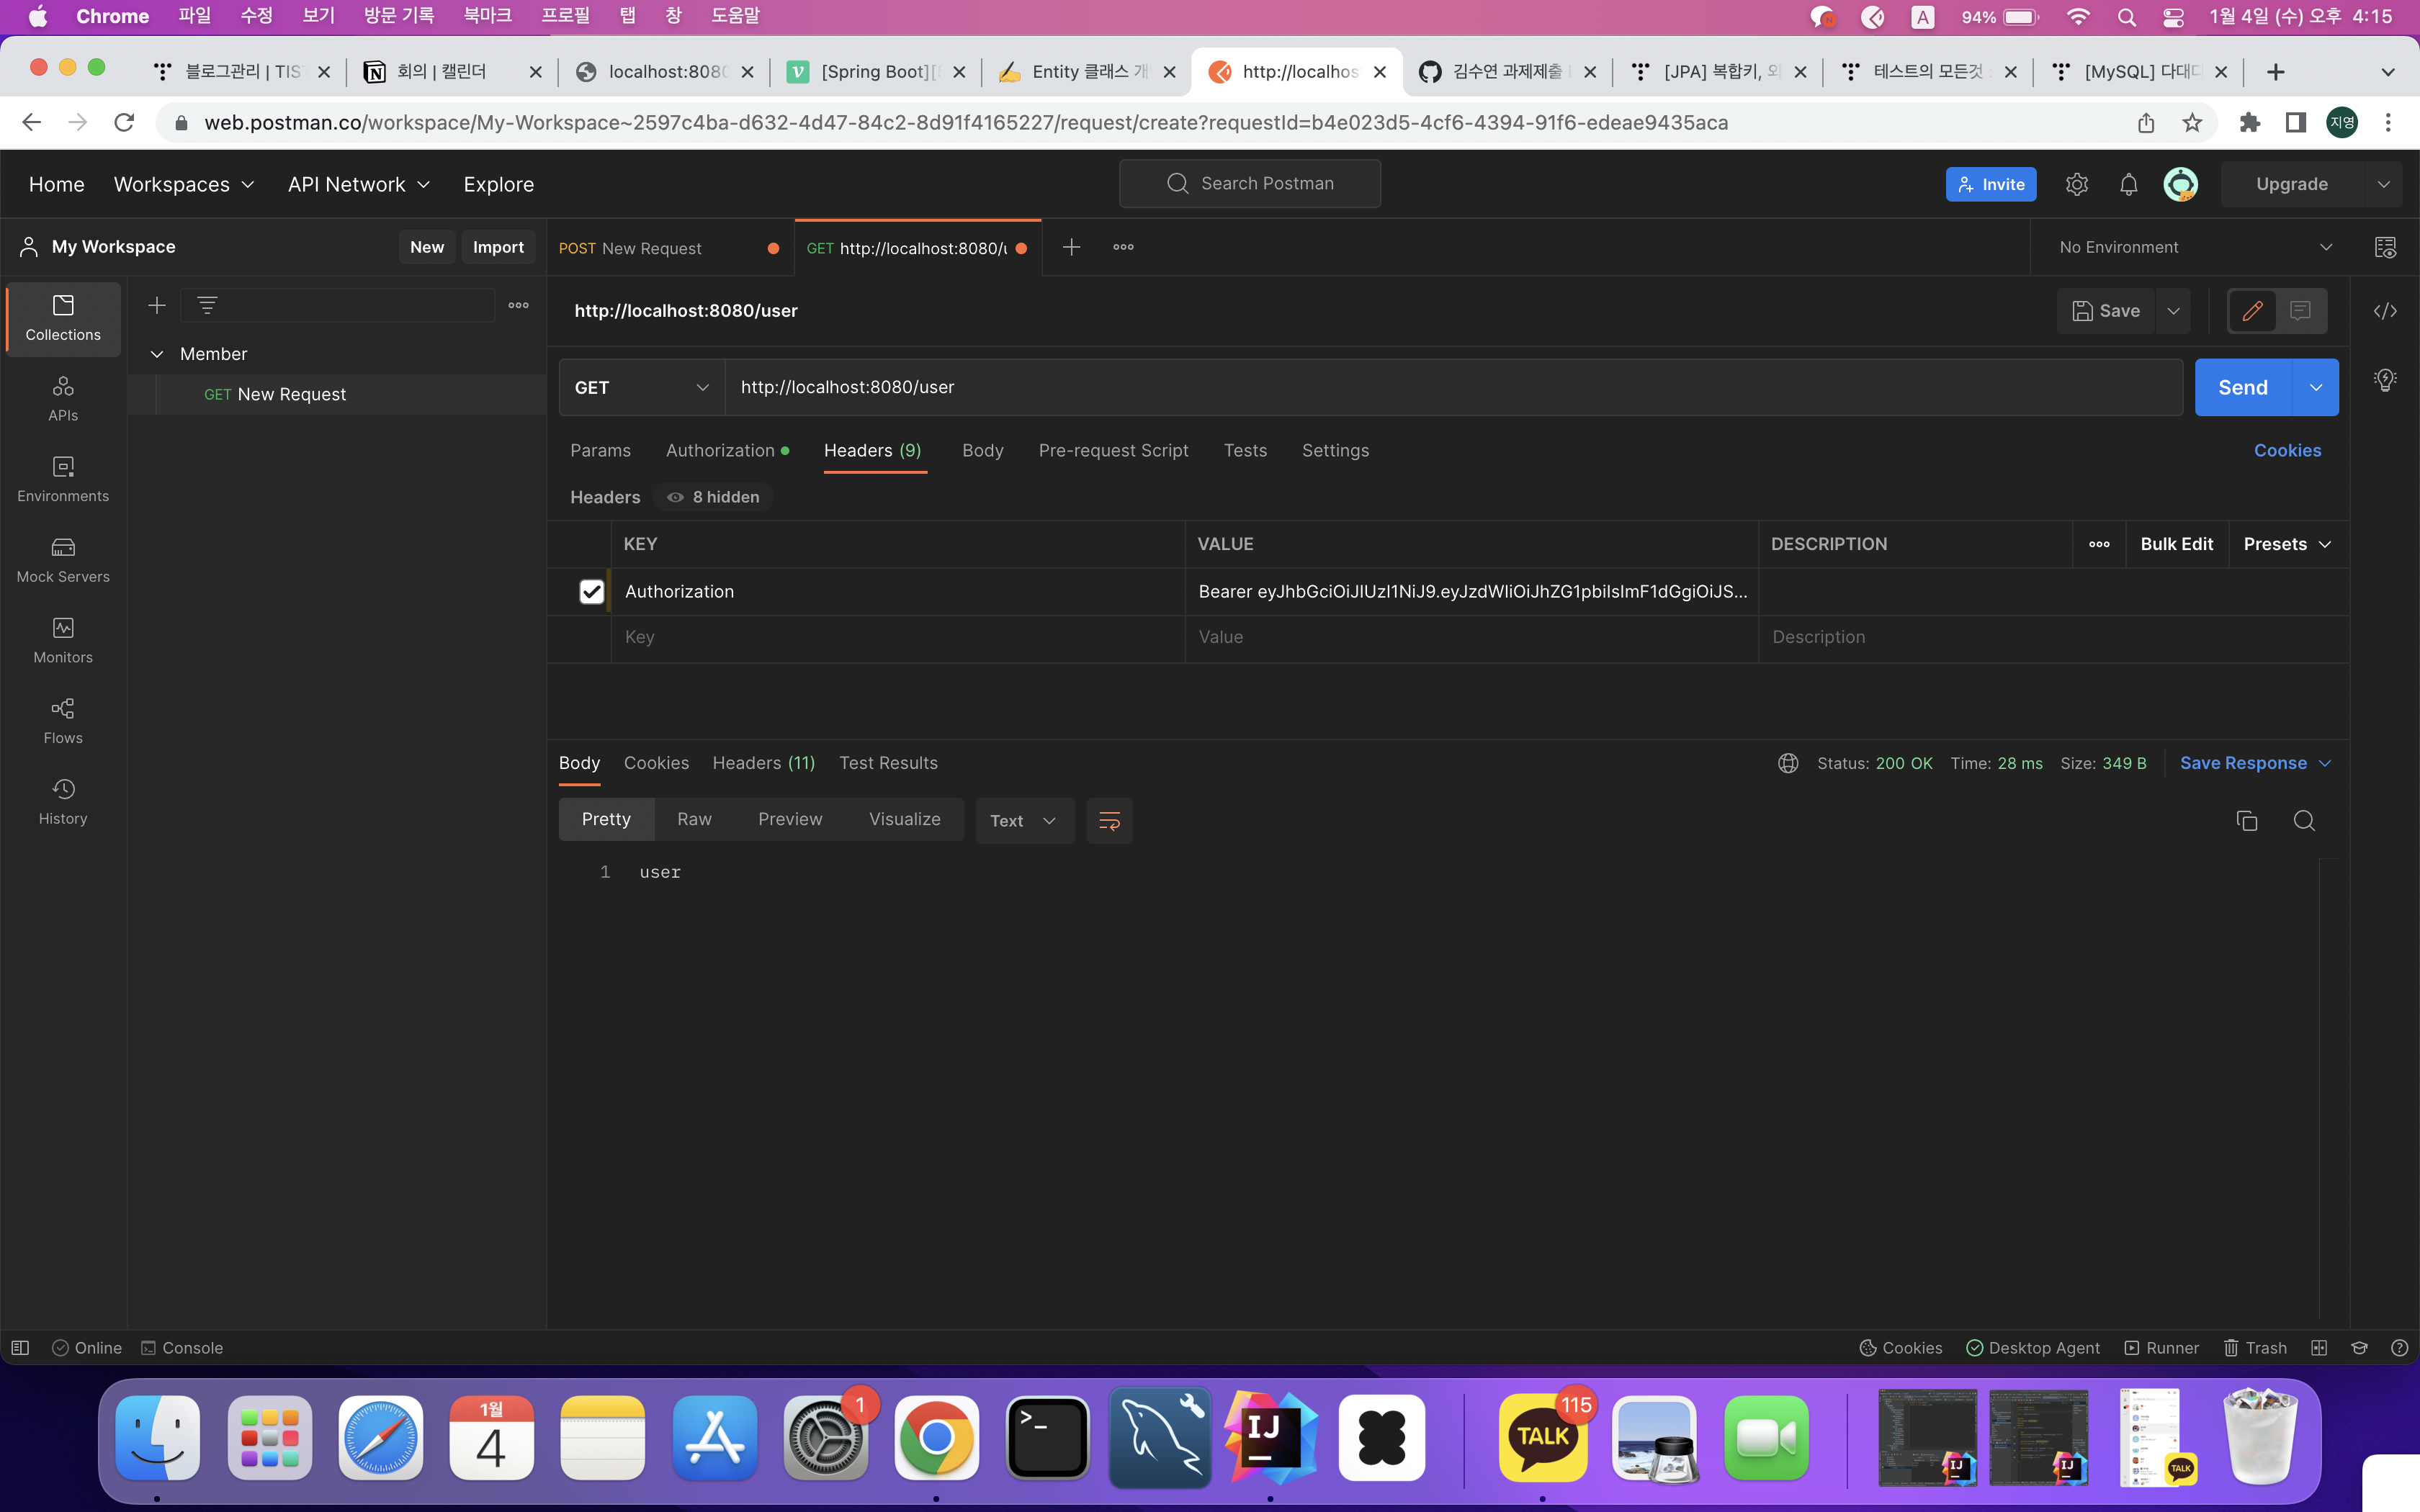 Chrome 파일 수정 보기 방문 기록 북마크 프로필 탭 창 도움말 A 94% 1월 4일 (수) 오후 4:15
블로그관리 | TIS 회의 | 캘린더 localhost:8080 [Spring Boot][ Entity 클래스 개 http://localhos 김수연 과제제출 [JPA] 복합키, 외 테스트의 모든것 [MySQL] 다대다
web.postman.co/workspace/My-Workspace~2597c4ba-d632-4d47-84c2-8d91f4165227/request/create?requestId=b4e023d5-4cf6-4394-91f6-edeae9435aca 지영
Home Workspaces API Network Explore Search Postman Invite Upgrade
My Workspace New Import POST New Request GET http://localhost:8080/u No Environment
Collections
http://localhost:8080/user Save
Member
GET New Request
GET http://localhost:8080/user Send
APIs
Params Authorization Headers (9) Body Pre-request Script Tests Settings Cookies
Environments
Headers 8 hidden
KEY VALUE DESCRIPTION Bulk Edit Presets
Mock Servers
Authorization Bearer eyJhbGciOiJIUzI1NiJ9.eyJzdWIiOiJhZG1pbiIsImF1dGgiOiJS...
Key Value Description
Monitors
Flows
Body Cookies Headers (11) Test Results Status: 200 OK Time: 28 ms Size: 349 B Save Response
History
Pretty Raw Preview Visualize Text
1 user
Online Console Cookies Desktop Agent Runner Trash
1월
4
1
IJ
TALK
115
IJ
IJ
TALK